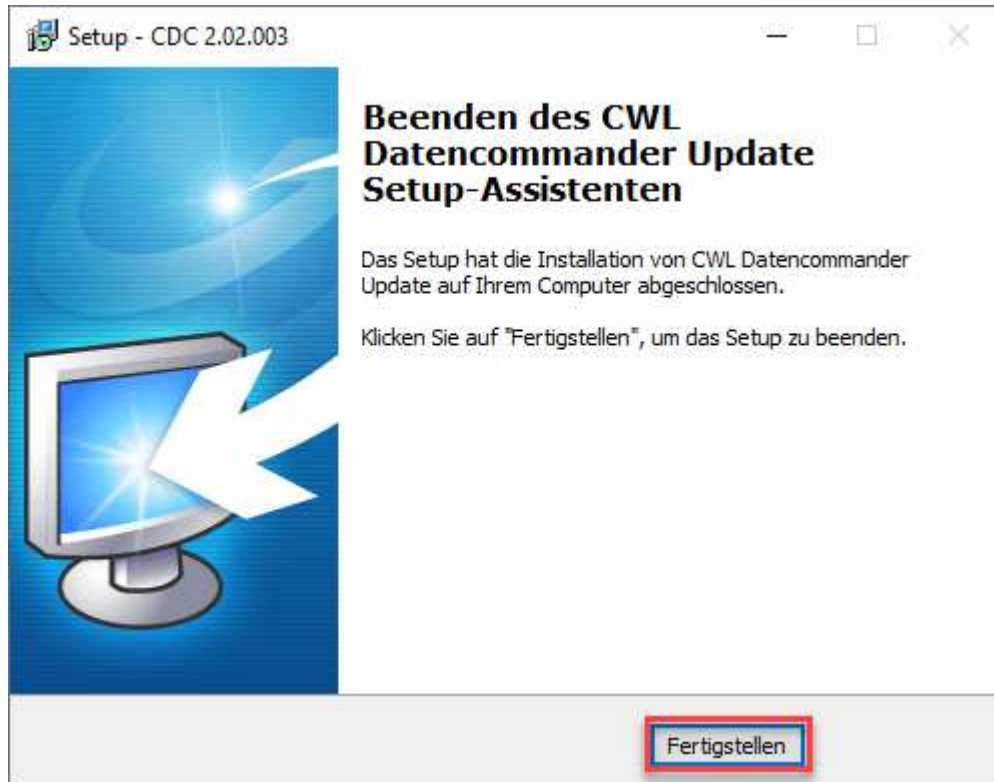 Setup - CDC 2.02.003
Beenden des CWL
Datencommander Update
Setup-Assistenten
Das Setup hat die Installation von CWL Datencommander
Update auf Ihrem Computer abgeschlossen.
Klicken Sie auf "Fertigstellen", um das Setup zu beenden.
Fertigstellen